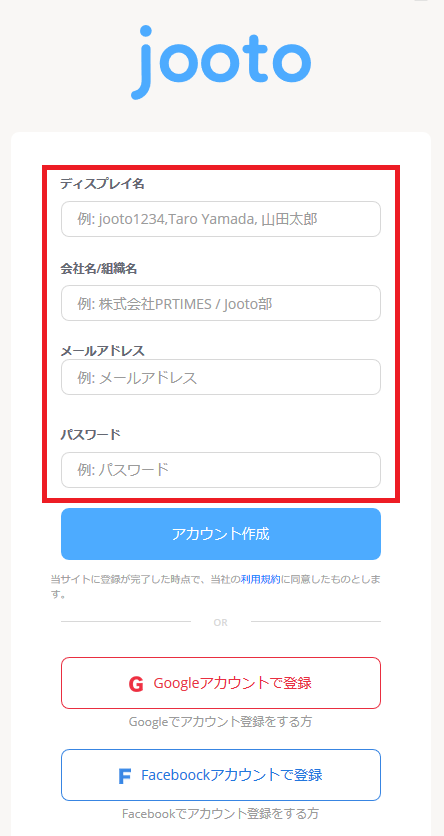 jooto
ディスプレイ名
例: jooto1234,Taro Yamada, 山田太郎
会社名/組織名
例: 株式会社PRTIMES / Jooto部
メールアドレス
例: メールアドレス
パスワード
例: パスワード
アカウント作成
当サイトに登録が完了した時点で、当社の利用規約に同意したものとしま
す。
OR
G Googleアカウントで登録
Googleでアカウント登録をする方
F Faceboockアカウントで登録
Facebookでアカウント登録をする方